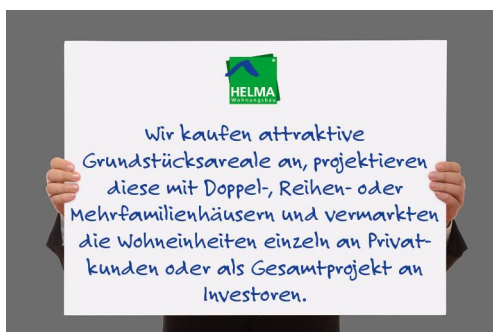 HELMA
Wohnungsbau
Wir kaufen attraktive
Grundstücksareale an, projektieren
diese mit Doppel-, Reihen- oder
Mehrfamilienhäusern und vermarkten
die Wohneinheiten einzeln an Privat-
kunden oder als Gesamtprojekt an
Investoren.